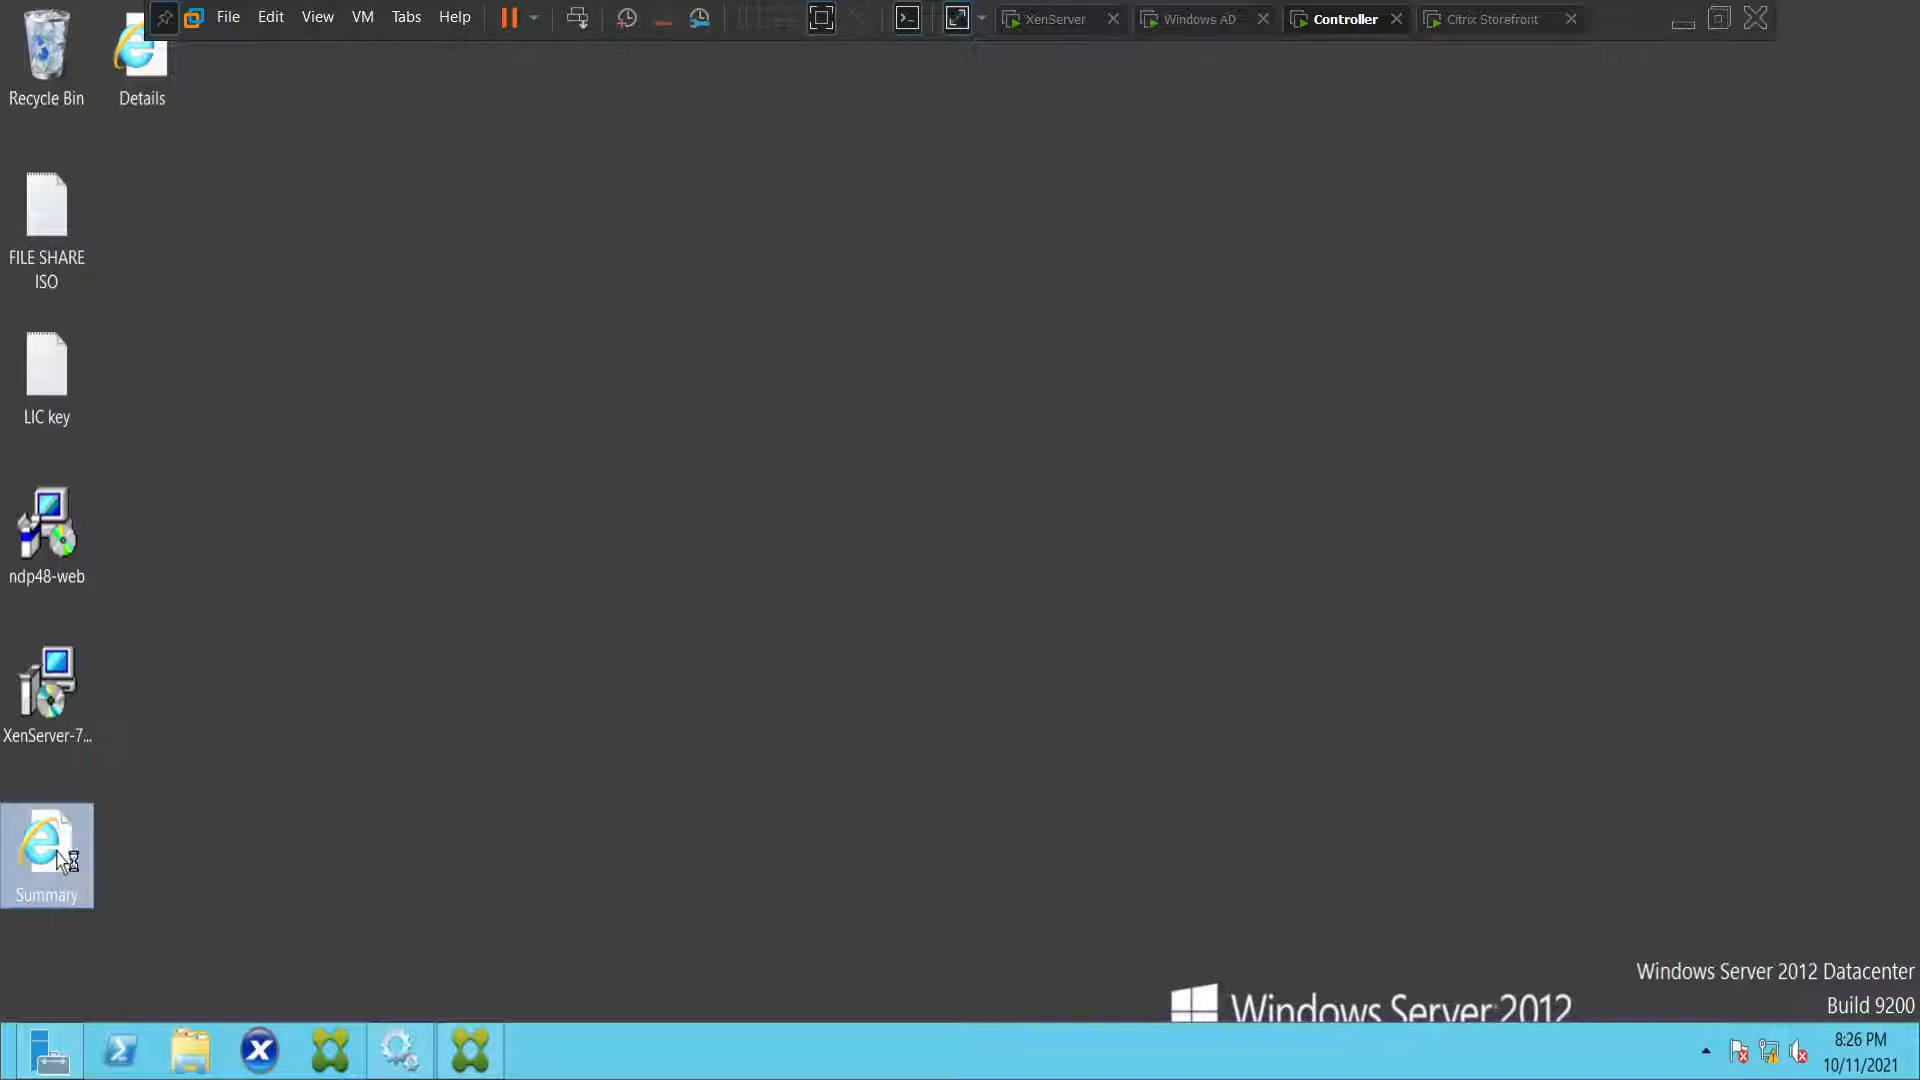 File Edit View VM Tabs Help
XenServer
Windows AD
Controller
Citrix Storefront
Recycle Bin
Details
FILE SHARE
ISO
LIC key
ndp48-web
XenServer-7...
Summary
Windows Server 2012 Datacenter
Build 9200
Windows Server 2012
8:26 PM
10/11/2021